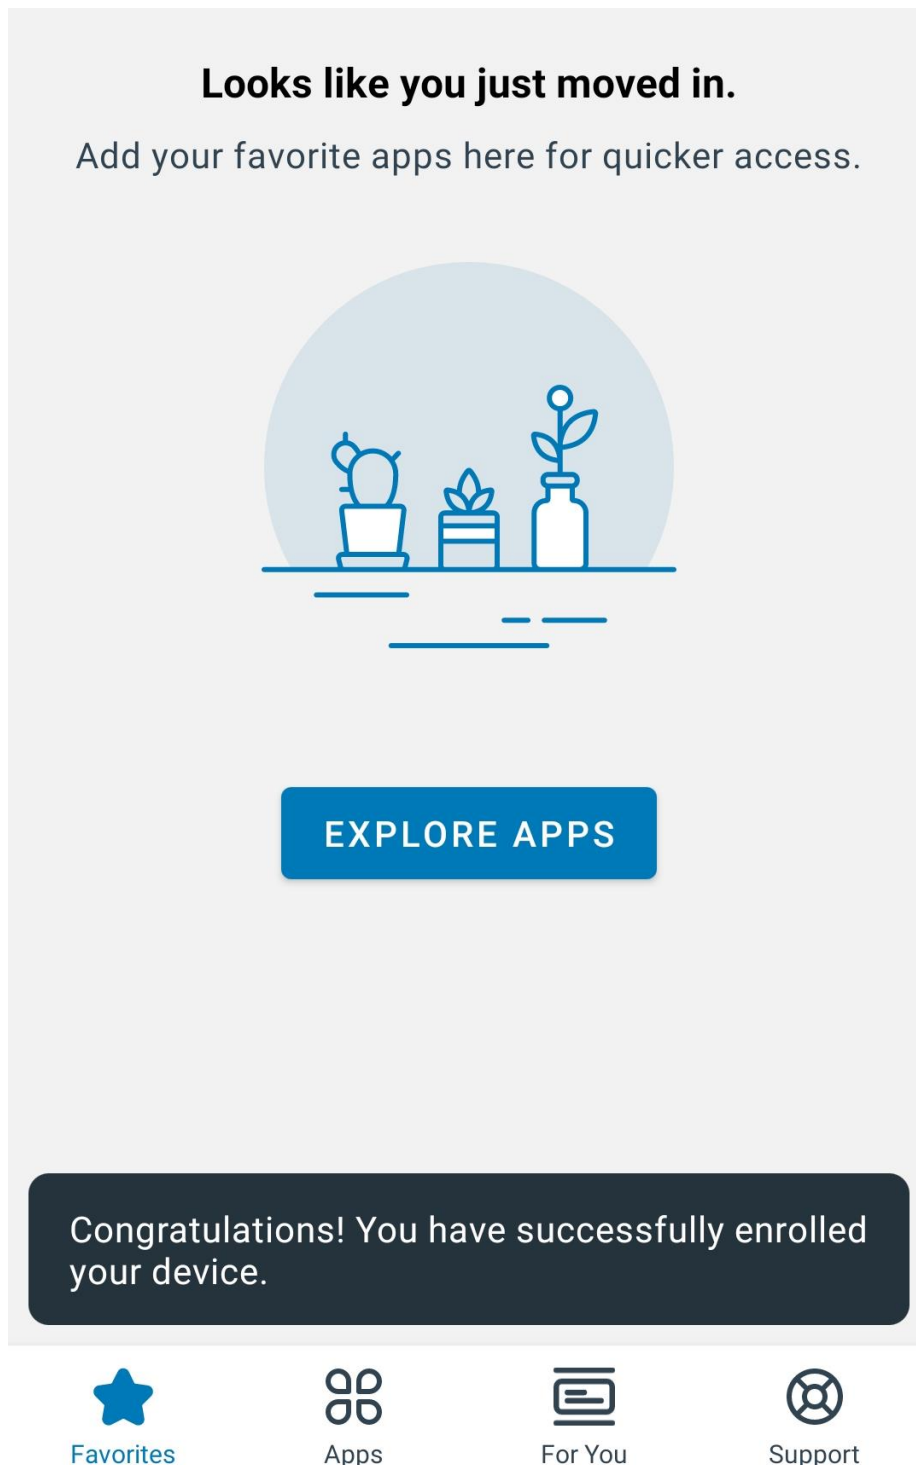 Looks like you just moved in.
Add your favorite apps here for quicker access.
EXPLORE APPS
Congratulations! You have successfully enrolled
your device.
Favorites
Apps
For You
Support